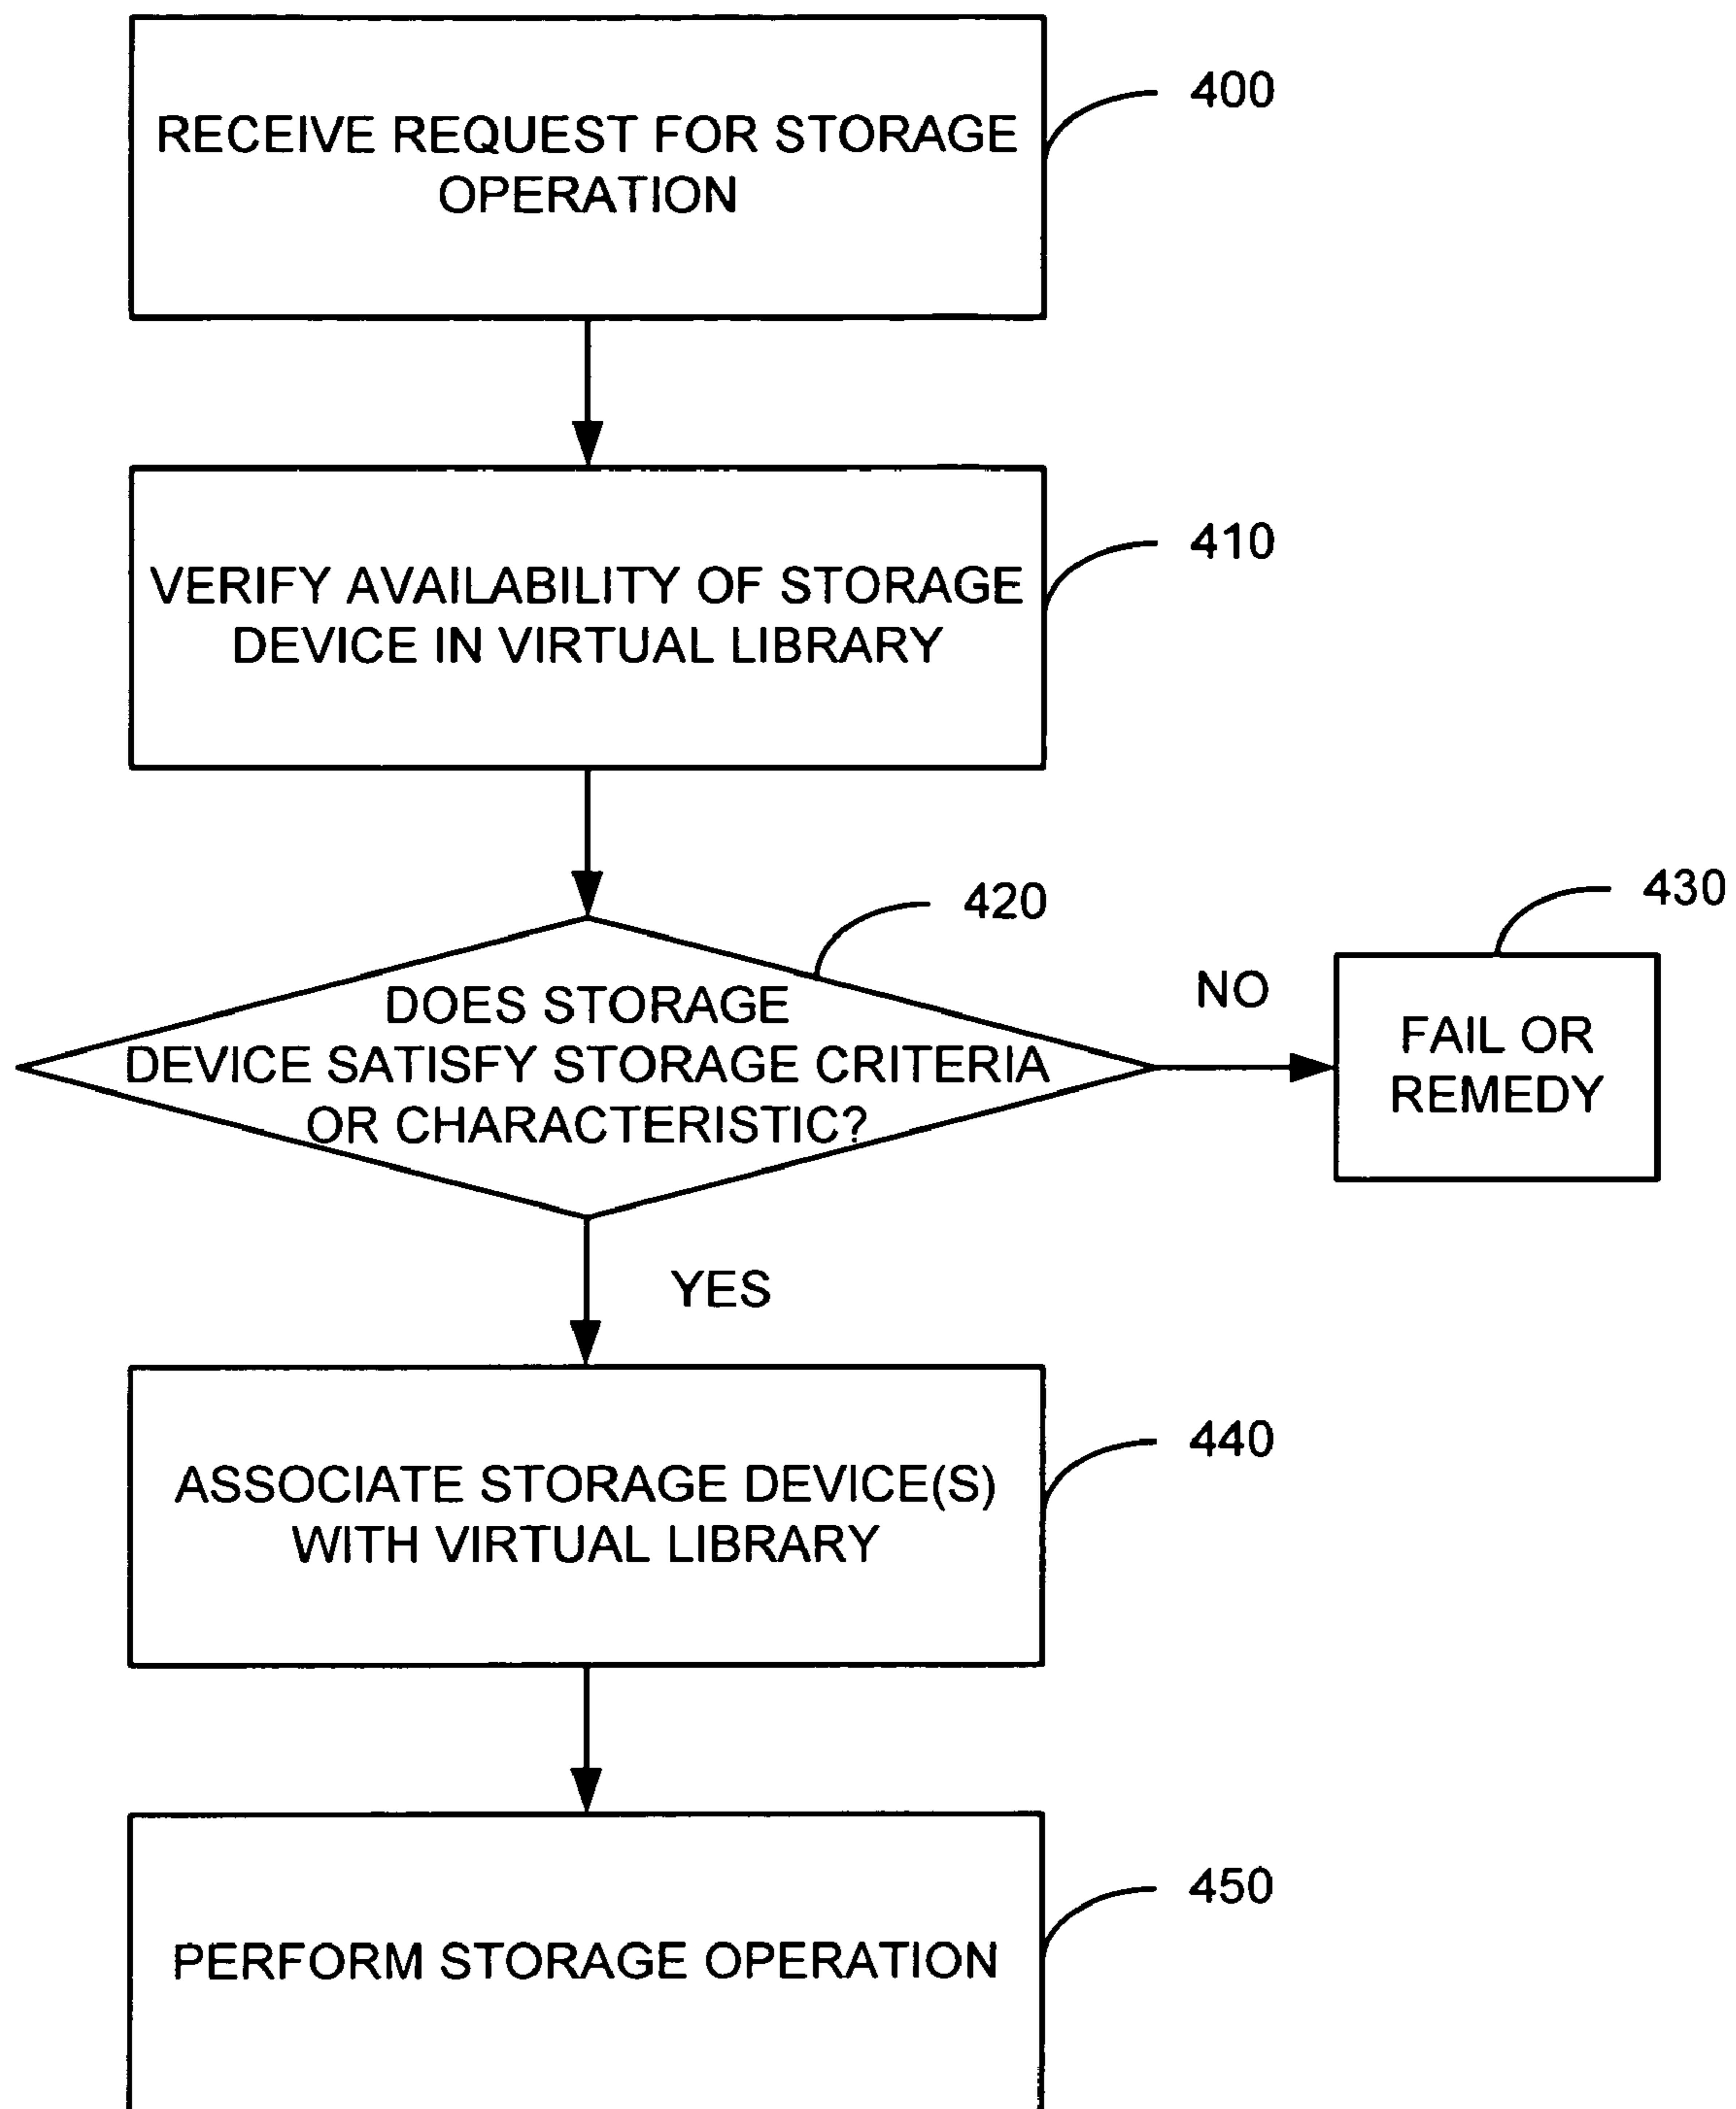 RECEIVE REQUEST FOR STORAGE
OPERATION
400
VERIFY AVAILABILITY OF STORAGE
DEVICE IN VIRTUAL LIBRARY
410
DOES STORAGE
DEVICE SATISFY STORAGE CRITERIA
OR CHARACTERISTIC?
420
NO
FAIL OR
REMEDY
430
YES
ASSOCIATE STORAGE DEVICE(S)
WITH VIRTUAL LIBRARY
440
PERFORM STORAGE OPERATION
450